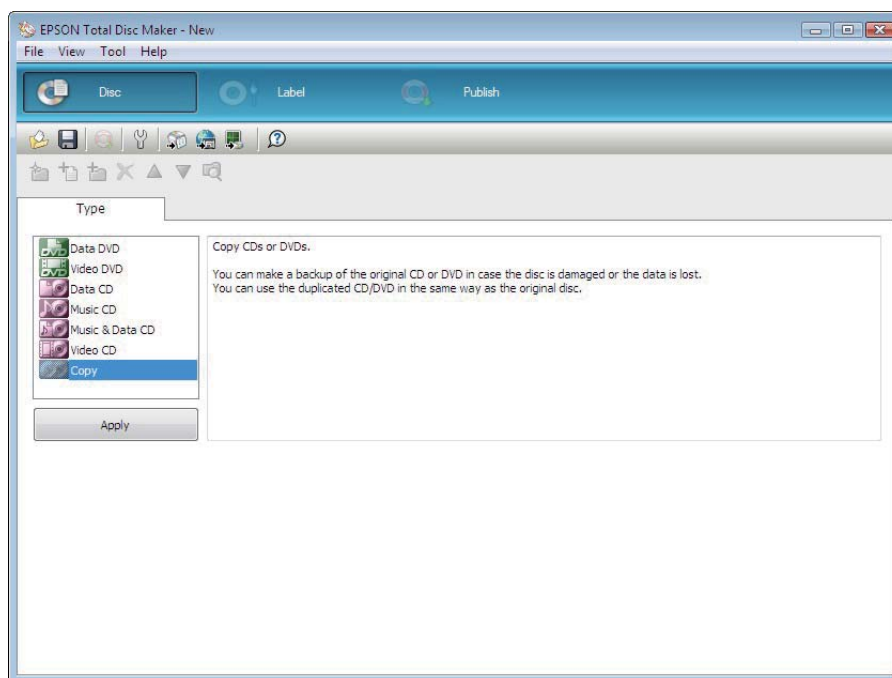 EPSON Total Disc Maker - New
File View Tool Help
Disc Label Publish
Type
Data DVD
Video DVD
Data CD
Music CD
Music & Data CD
Video CD
Copy
Apply
Copy CDs or DVDs.
You can make a backup of the original CD or DVD in case the disc is damaged or the data is lost.
You can use the duplicated CD/DVD in the same way as the original disc.